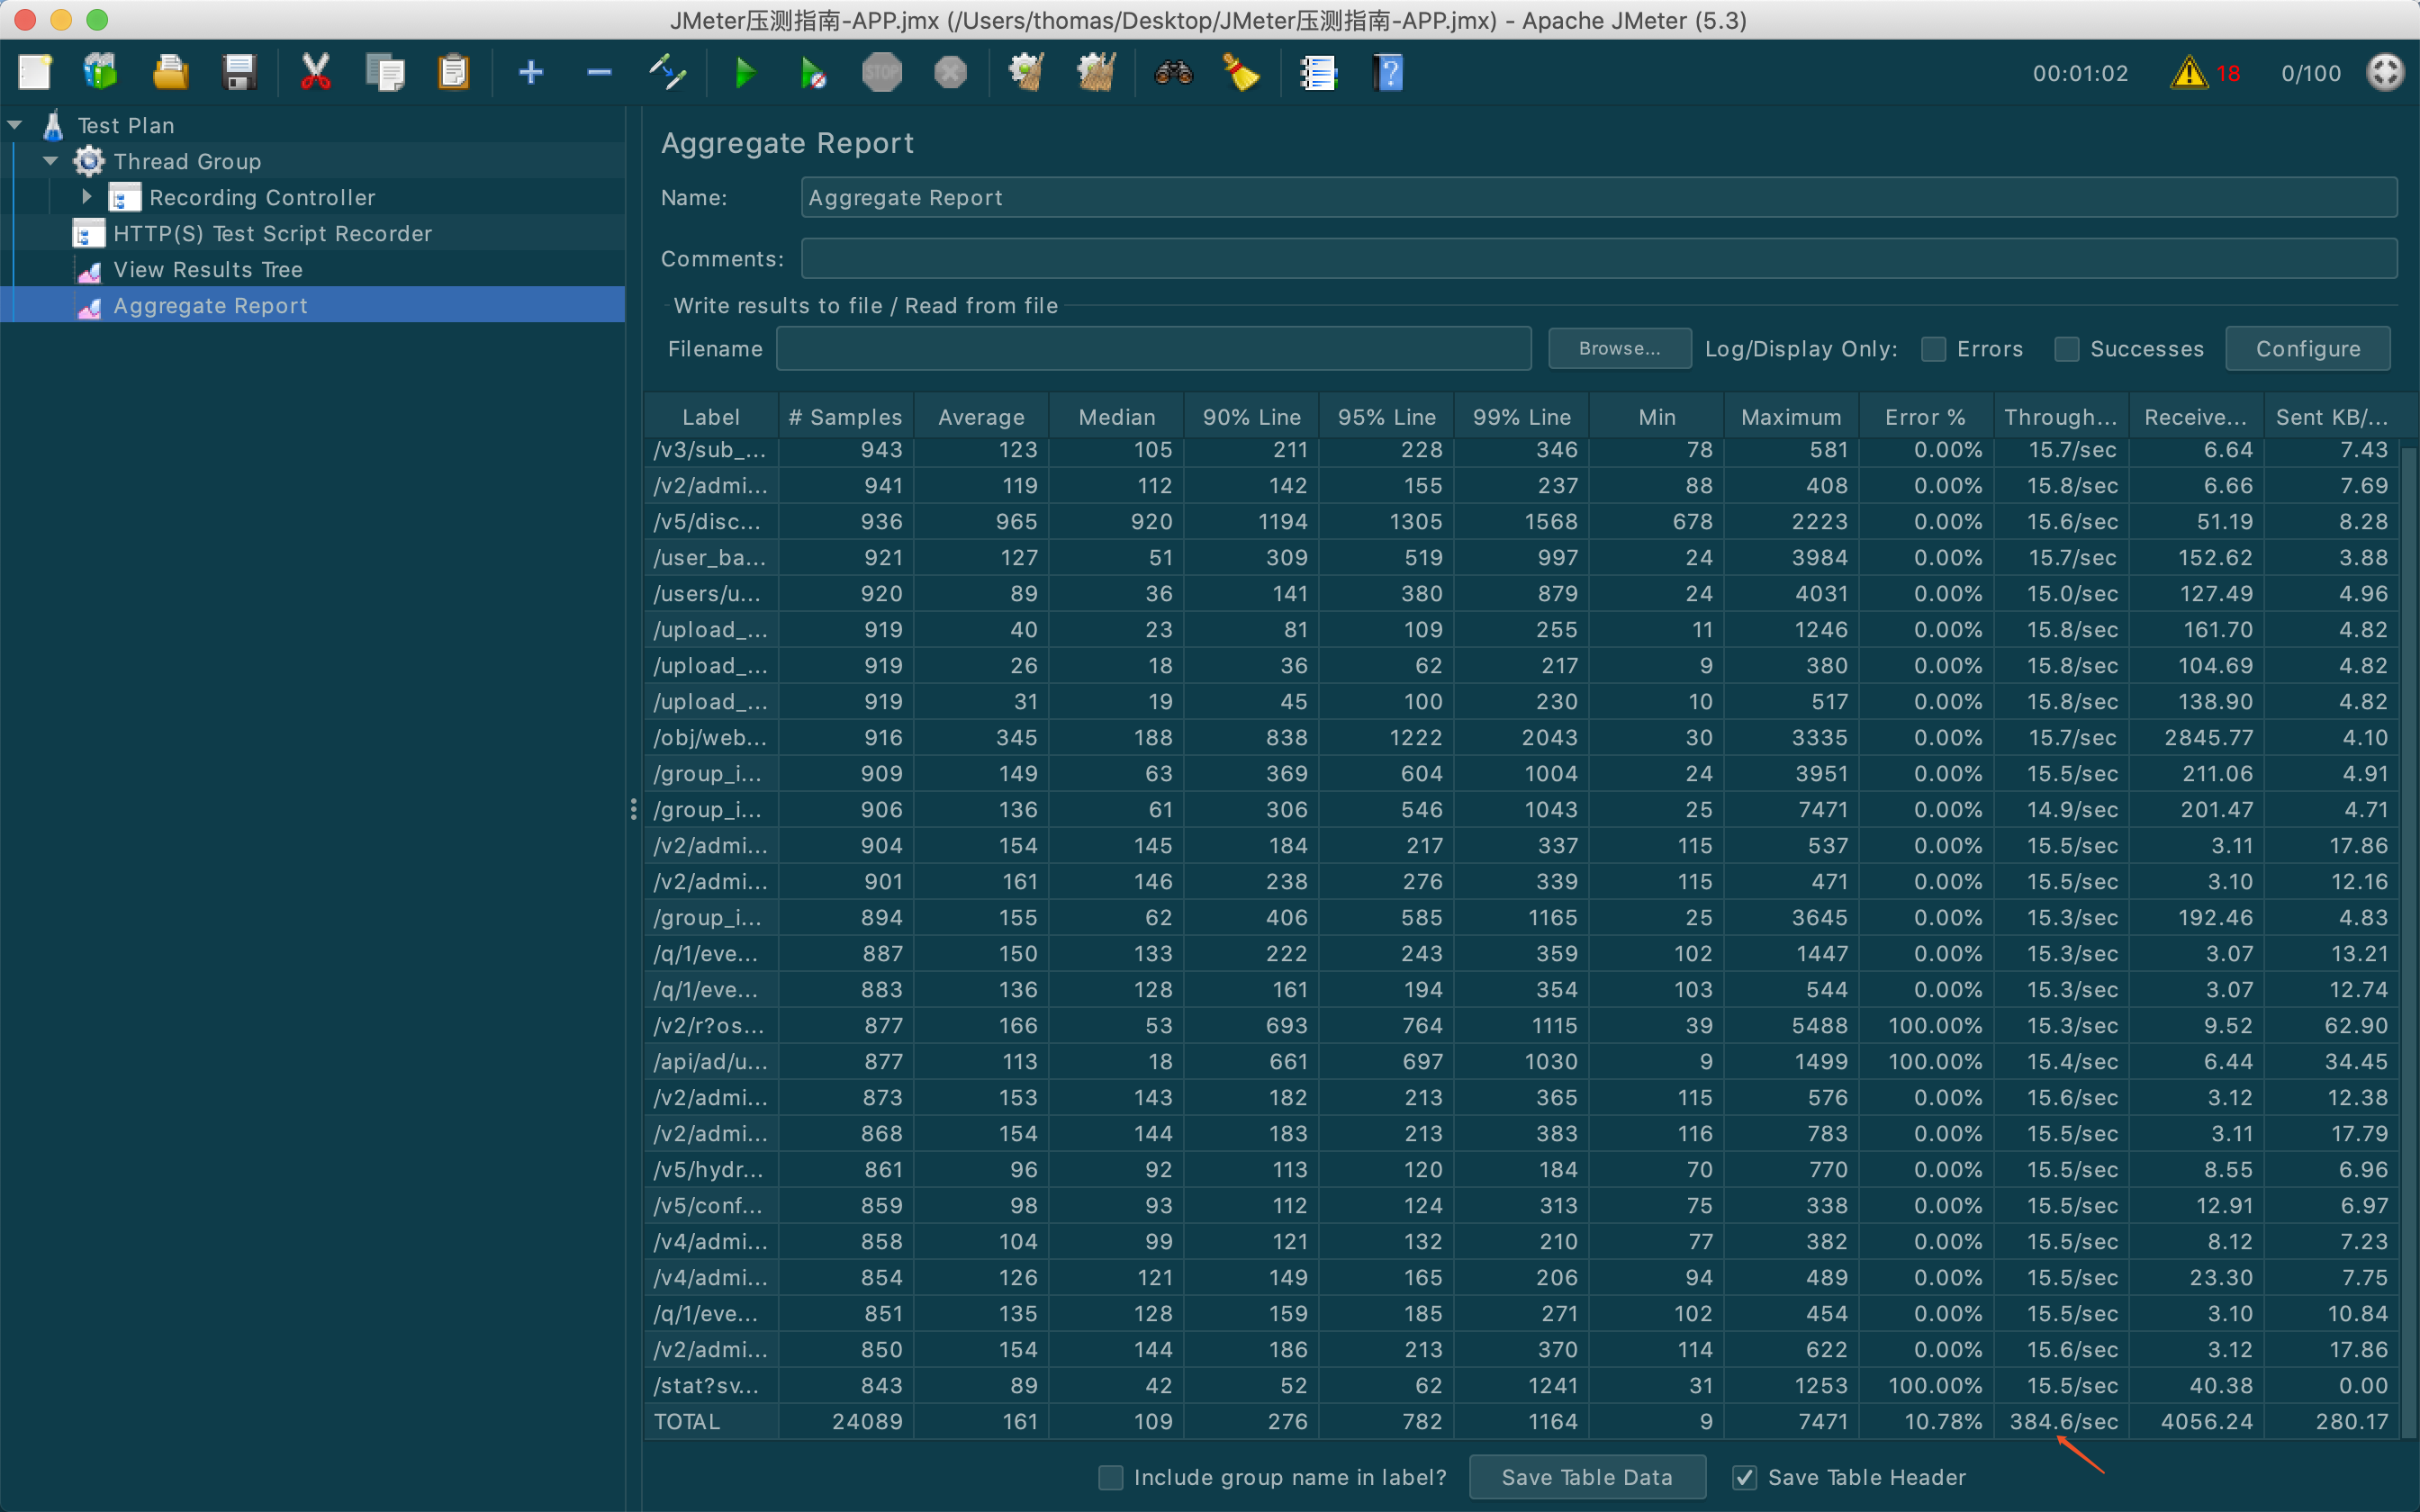 JMeter压测指南-APP.jmx (/Users/thomas/Desktop/JMeter压测指南-APP.jmx) - Apache JMeter (5.3)
STOP
?
00:01:02 18 0/100
Test Plan
Thread Group
Recording Controller
HTTP(S) Test Script Recorder
View Results Tree
Aggregate Report
Aggregate Report
Name: Aggregate Report
Comments:
Write results to file / Read from file
Filename Browse... Log/Display Only: Errors Successes Configure
Label # Samples Average Median 90% Line 95% Line 99% Line Min Maximum Error % Through... Receive... Sent KB/...
/v3/sub_... 943 123 105 211 228 346 78 581 0.00% 15.7/sec 6.64 7.43
/v2/admi... 941 119 112 142 155 237 88 408 0.00% 15.8/sec 6.66 7.69
/v5/disc... 936 965 920 1194 1305 1568 678 2223 0.00% 15.6/sec 51.19 8.28
/user_ba... 921 127 51 309 519 997 24 3984 0.00% 15.7/sec 152.62 3.88
/users/u... 920 89 36 141 380 879 24 4031 0.00% 15.0/sec 127.49 4.96
/upload_... 919 40 23 81 109 255 11 1246 0.00% 15.8/sec 161.70 4.82
/upload_... 919 26 18 36 62 217 9 380 0.00% 15.8/sec 104.69 4.82
/upload_... 919 31 19 45 100 230 10 517 0.00% 15.8/sec 138.90 4.82
/obj/web... 916 345 188 838 1222 2043 30 3335 0.00% 15.7/sec 2845.77 4.10
/group_i... 909 149 63 369 604 1004 24 3951 0.00% 15.5/sec 211.06 4.91
/group_i... 906 136 61 306 546 1043 25 7471 0.00% 14.9/sec 201.47 4.71
/v2/admi... 904 154 145 184 217 337 115 537 0.00% 15.5/sec 3.11 17.86
/v2/admi... 901 161 146 238 276 339 115 471 0.00% 15.5/sec 3.10 12.16
/group_i... 894 155 62 406 585 1165 25 3645 0.00% 15.3/sec 192.46 4.83
/q/1/eve... 887 150 133 222 243 359 102 1447 0.00% 15.3/sec 3.07 13.21
/q/1/eve... 883 136 128 161 194 354 103 544 0.00% 15.3/sec 3.07 12.74
/v2/r?os... 877 166 53 693 764 1115 39 5488 100.00% 15.3/sec 9.52 62.90
/api/ad/u... 877 113 18 661 697 1030 9 1499 100.00% 15.4/sec 6.44 34.45
/v2/admi... 873 153 143 182 213 365 115 576 0.00% 15.6/sec 3.12 12.38
/v2/admi... 868 154 144 183 213 383 116 783 0.00% 15.5/sec 3.11 17.79
/v5/hydr... 861 96 92 113 120 184 70 770 0.00% 15.5/sec 8.55 6.96
/v5/conf... 859 98 93 112 124 313 75 338 0.00% 15.5/sec 12.91 6.97
/v4/admi... 858 104 99 121 132 210 77 382 0.00% 15.5/sec 8.12 7.23
/v4/admi... 854 126 121 149 165 206 94 489 0.00% 15.5/sec 23.30 7.75
/q/1/eve... 851 135 128 159 185 271 102 454 0.00% 15.5/sec 3.10 10.84
/v2/admi... 850 154 144 186 213 370 114 622 0.00% 15.6/sec 3.12 17.86
/stat?sv... 843 89 42 52 62 1241 31 1253 100.00% 15.5/sec 40.38 0.00
TOTAL 24089 161 109 276 782 1164 9 7471 10.78% 384.6/sec 4056.24 280.17
Include group name in label? Save Table Data Save Table Header